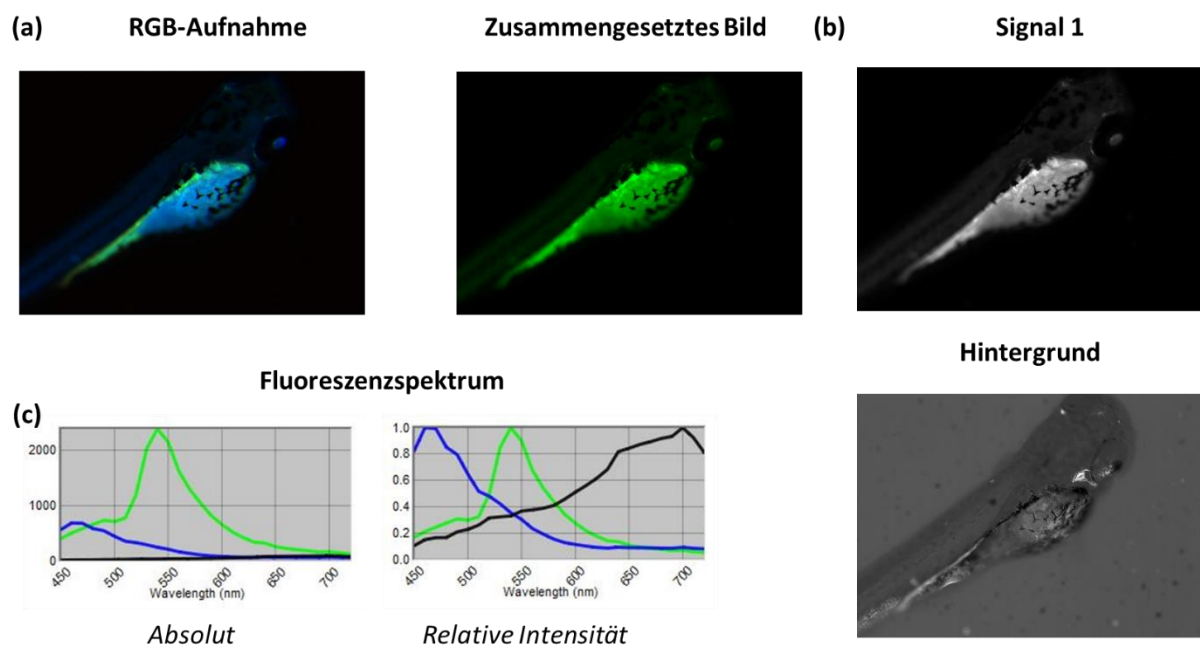 (a) RGB-Aufnahme Zusammengesetztes Bild (b) Signal 1
Hintergrund
Fluoreszenzspektrum
(c)
2000
1000
0
450 500 550 600 650 700
Wavelength (nm)
1.0
0.8
0.6
0.4
0.2
0.0
450 500 550 600 650 700
Wavelength (nm)
Absolut Relative Intensität